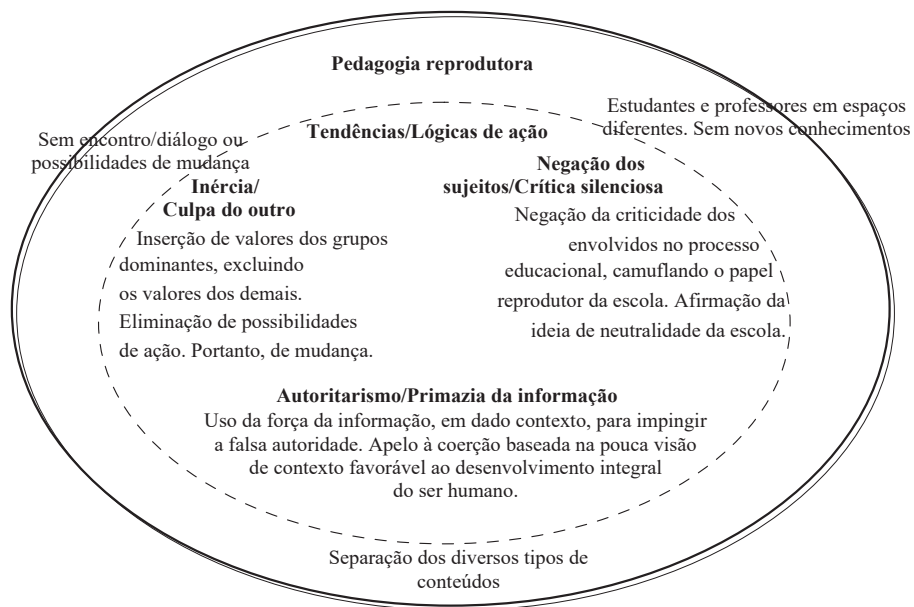 Pedagogia reprodutora
Estudantes e professores em espaços
diferentes. Sem novos conhecimentos
Sem encontro/diálogo ou
possibilidades de mudança
Tendências/Lógicas de ação
Inércia/
Culpa do outro
Inserção de valores dos grupos
dominantes, excluindo
os valores dos demais.
Eliminação de possibilidades
de ação. Portanto, de mudança.
Negação dos
sujeitos/Crítica silenciosa
Negação da criticidade dos
envolvidos no processo
educacional, camuflando o papel
reprodutor da escola. Afirmação da
ideia de neutralidade da escola.
Autoritarismo/Primazia da informação
Uso da força da informação, em dado contexto, para impingir
a falsa autoridade. Apelo à coerção baseada na pouca visão
de contexto favorável ao desenvolvimento integral
do ser humano.
Separação dos diversos tipos de
conteúdos